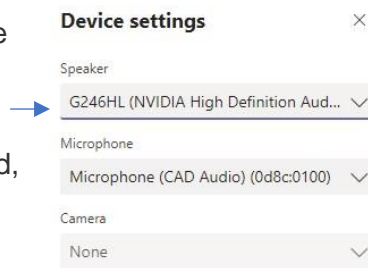 e
d,
Device settings
Speaker
G246HL (NVIDIA High Definition Aud...
Microphone
Microphone (CAD Audio) (0d8c:0100)
Camera
None